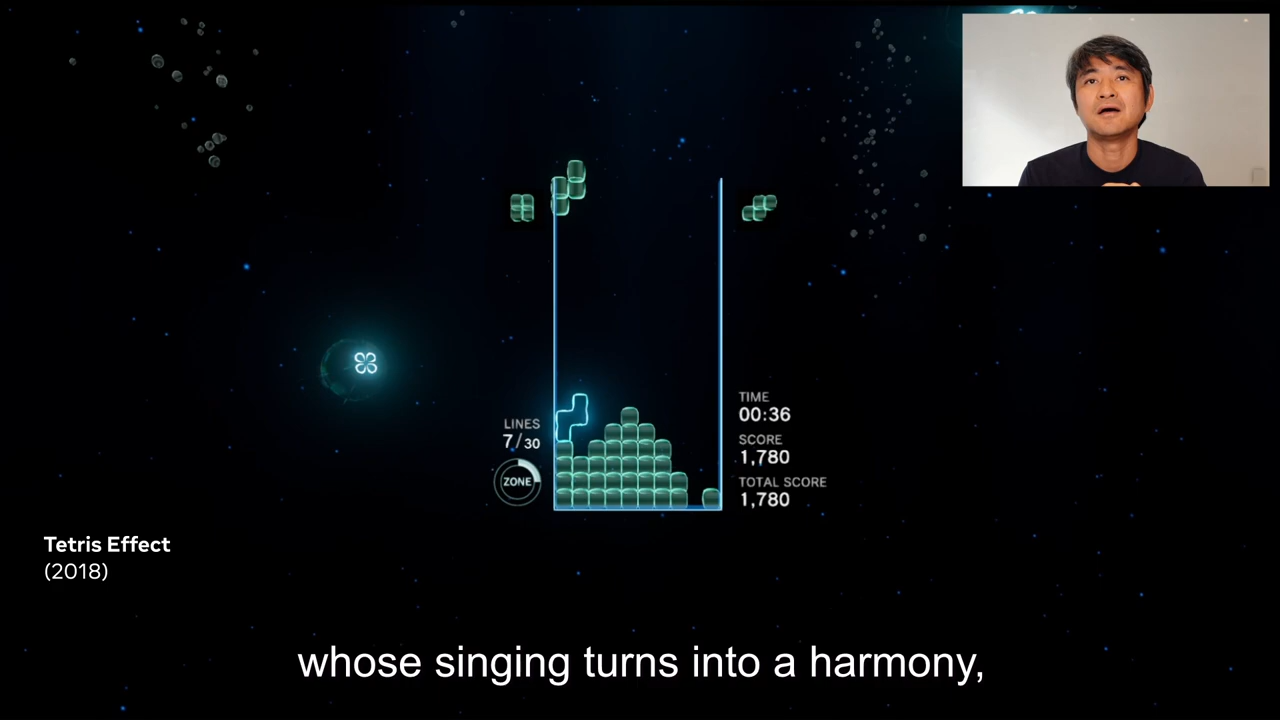 LINES
7/30
ZONE
TIME
00:36
SCORE
1,780
TOTAL SCORE
1,780
Tetris Effect
(2018)
whose singing turns into a harmony,